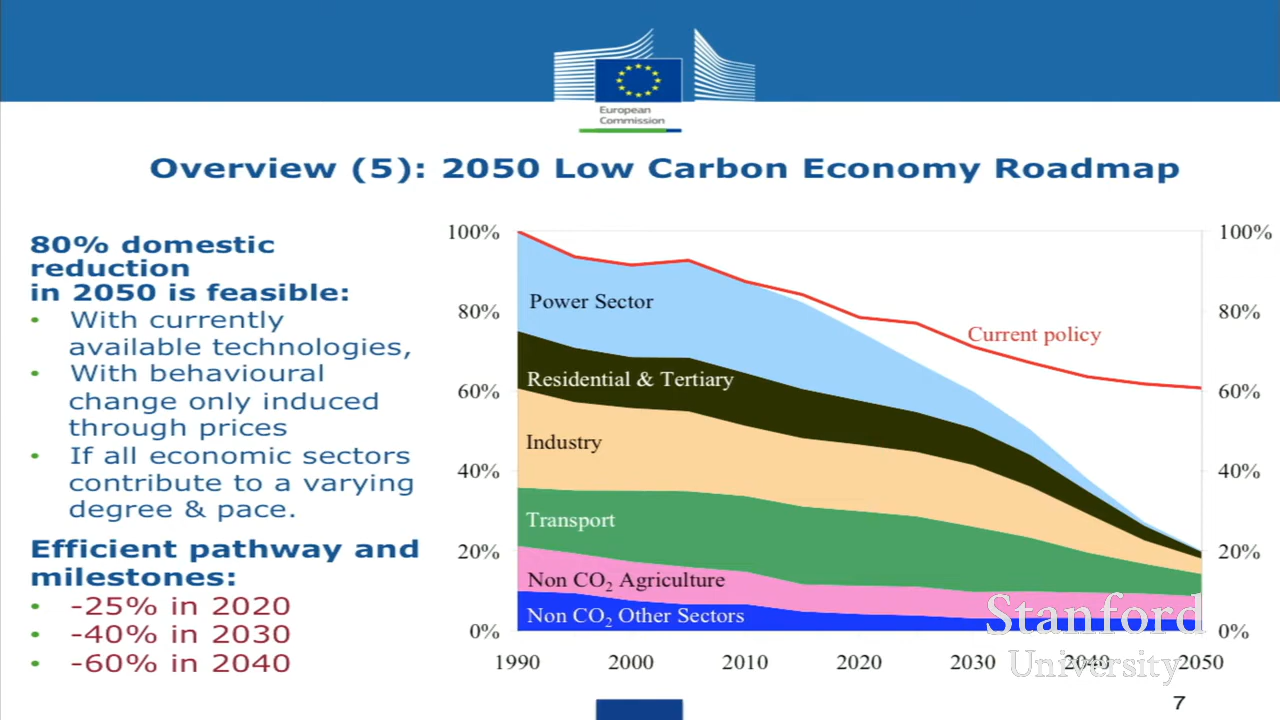 European
Commission
Overview (5): 2050 Low Carbon Economy Roadmap
80% domestic
reduction
in 2050 is feasible:
• With currently
available technologies,
• With behavioural
change only induced
through prices
• If all economic sectors
contribute to a varying
degree & pace.
Efficient pathway and
milestones:
• -25% in 2020
• -40% in 2030
• -60% in 2040
100%
80%
60%
40%
20%
0%
Power Sector
Residential & Tertiary
Industry
Transport
Non CO₂ Agriculture
Non CO₂ Other Sectors
Current policy
100%
80%
60%
40%
20%
0%
1990 2000 2010 2020 2030 2040 2050
Stanford
University
7